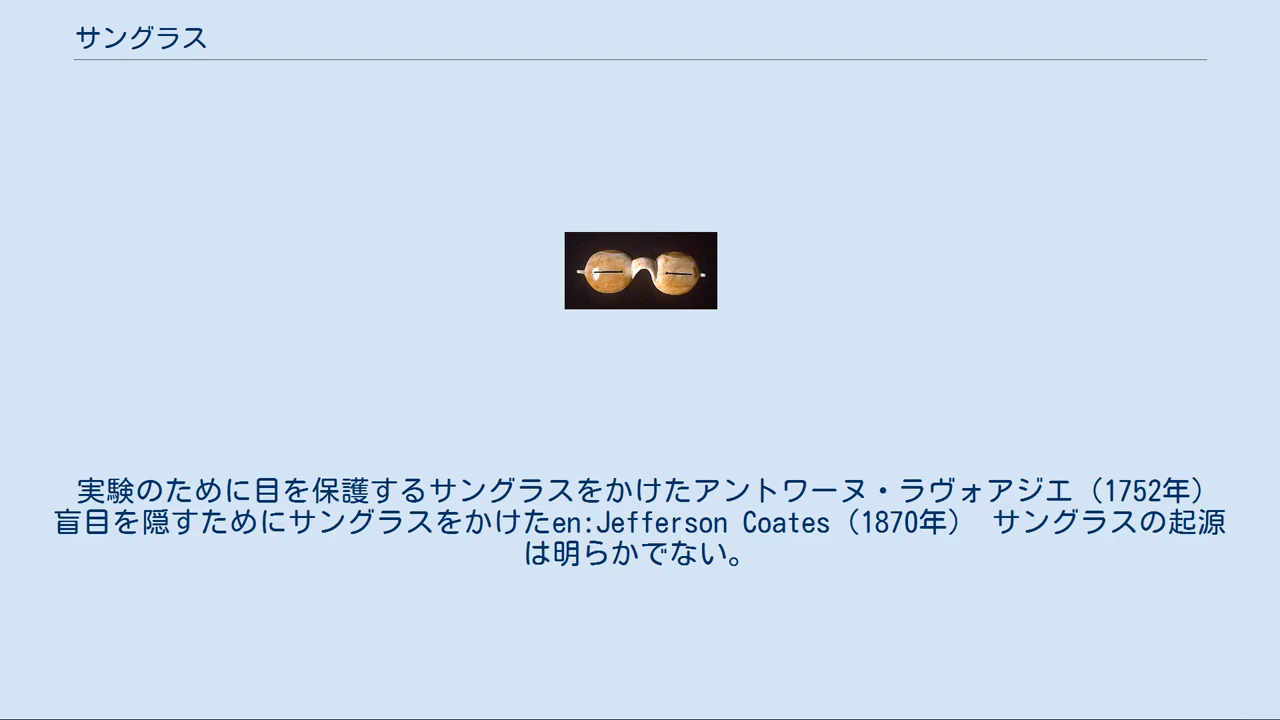 サングラス
実験のために目を保護するサングラスをかけたアントワーヌ・ラヴォアジエ（1752年）
盲目を隠すためにサングラスをかけたen:Jefferson Coates（1870年） サングラスの起源
は明らかでない。